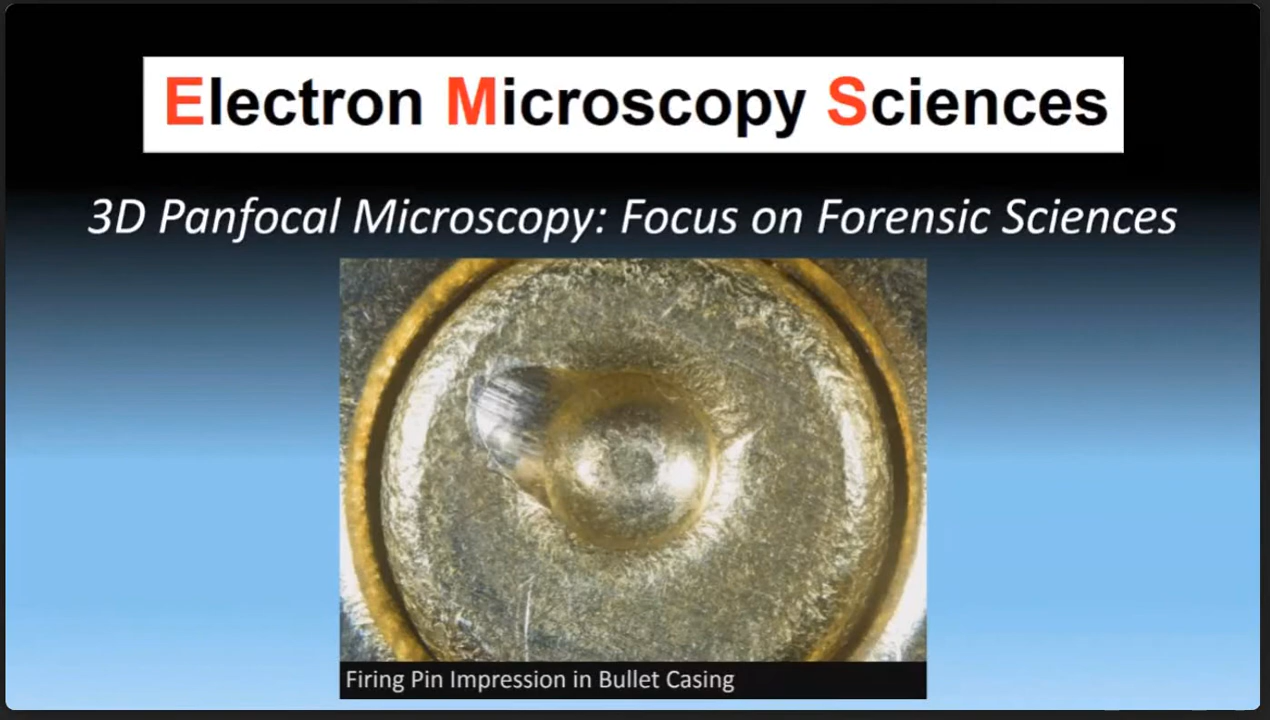 Electron Microscopy Sciences
3D Panfocal Microscopy: Focus on Forensic Sciences
Firing Pin Impression in Bullet Casing